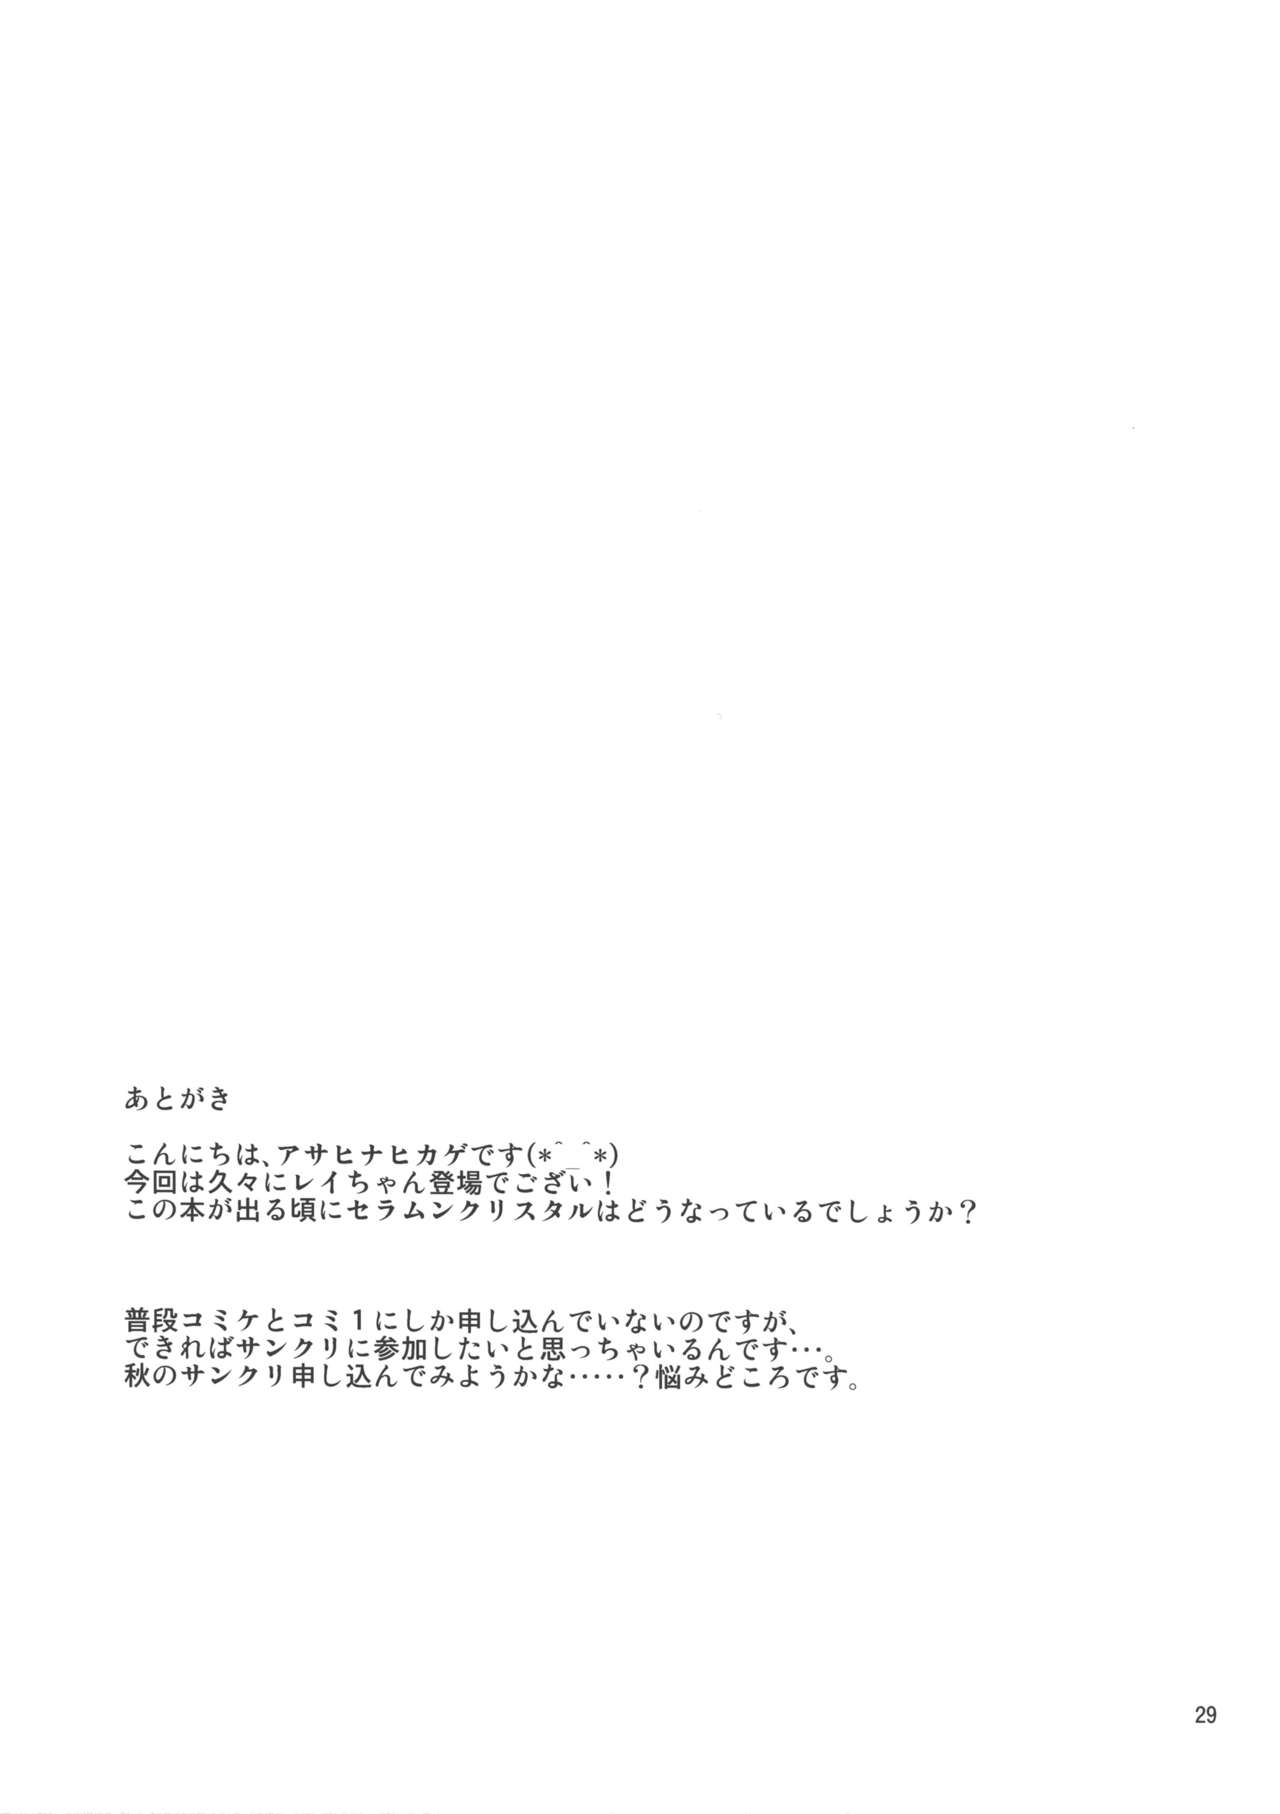 あとがき
こんにちは、アサヒナヒカゲです(*^_^*)
今回は久々にレイちゃん登場でござい！
この本が出る頃にセラムンクリスタルはどうなっているでしょうか？
普段コミケとコミ１にしか申し込んでいないのですが、
できればサンクリに参加したいと思っちゃいるんです…。
秋のサンクリ申し込んでみようかな‥…？悩みどころです。
29